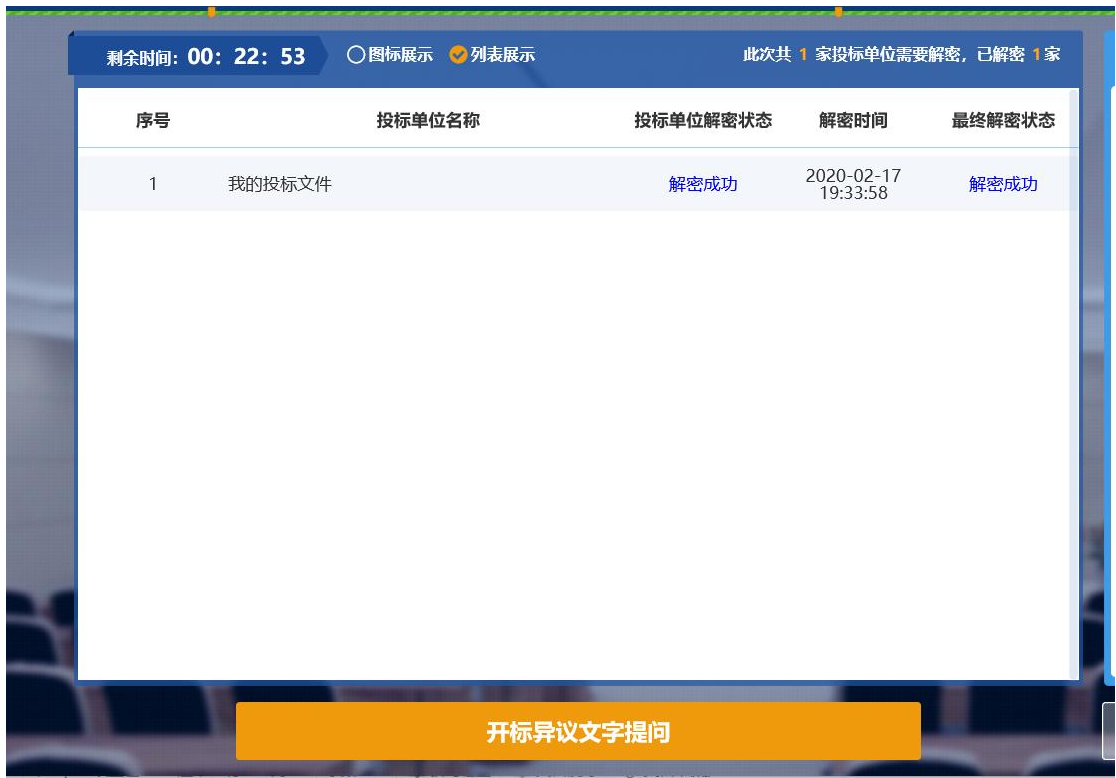 剩余时间：00：22：53 图标展示 列表展示 此次共 1 家投标单位需要解密，已解密 1家
序号 投标单位名称 投标单位解密状态 解密时间 最终解密状态
1 我的投标文件 解密成功 2020-02-17 解密成功
19:33:58
开标异议文字提问